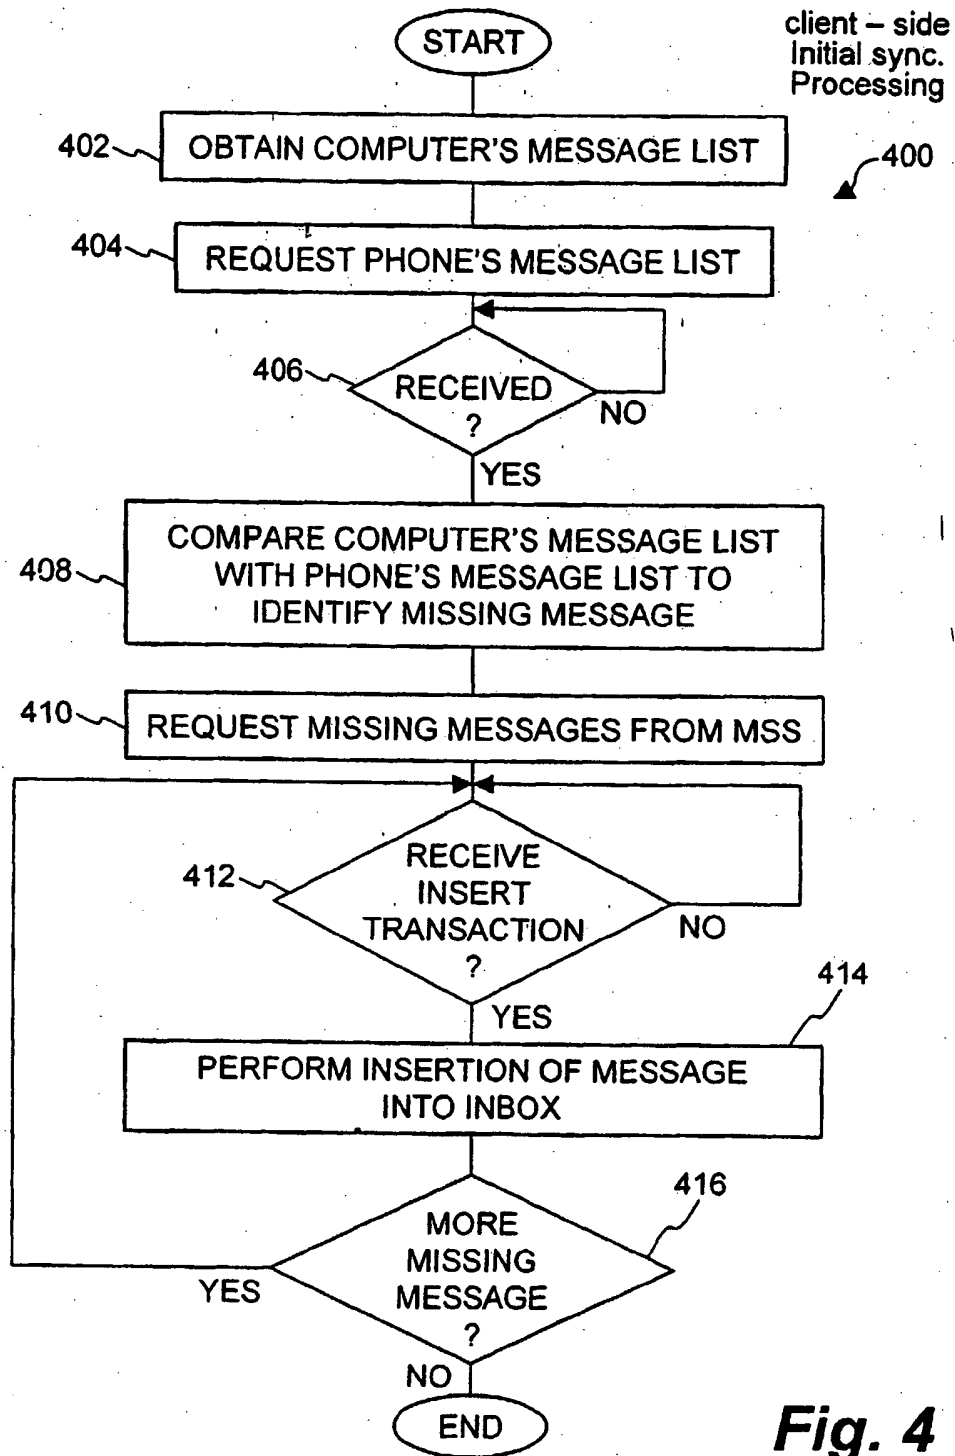 START
client – side
Initial sync.
Processing
400
402
OBTAIN COMPUTER'S MESSAGE LIST
404
REQUEST PHONE'S MESSAGE LIST
406
RECEIVED
?
NO
YES
408
COMPARE COMPUTER'S MESSAGE LIST
WITH PHONE'S MESSAGE LIST TO
IDENTIFY MISSING MESSAGE
410
REQUEST MISSING MESSAGES FROM MSS
412
RECEIVE
INSERT
TRANSACTION
?
NO
YES
414
PERFORM INSERTION OF MESSAGE
INTO INBOX
416
MORE
MISSING
MESSAGE
?
YES
NO
END
Fig. 4